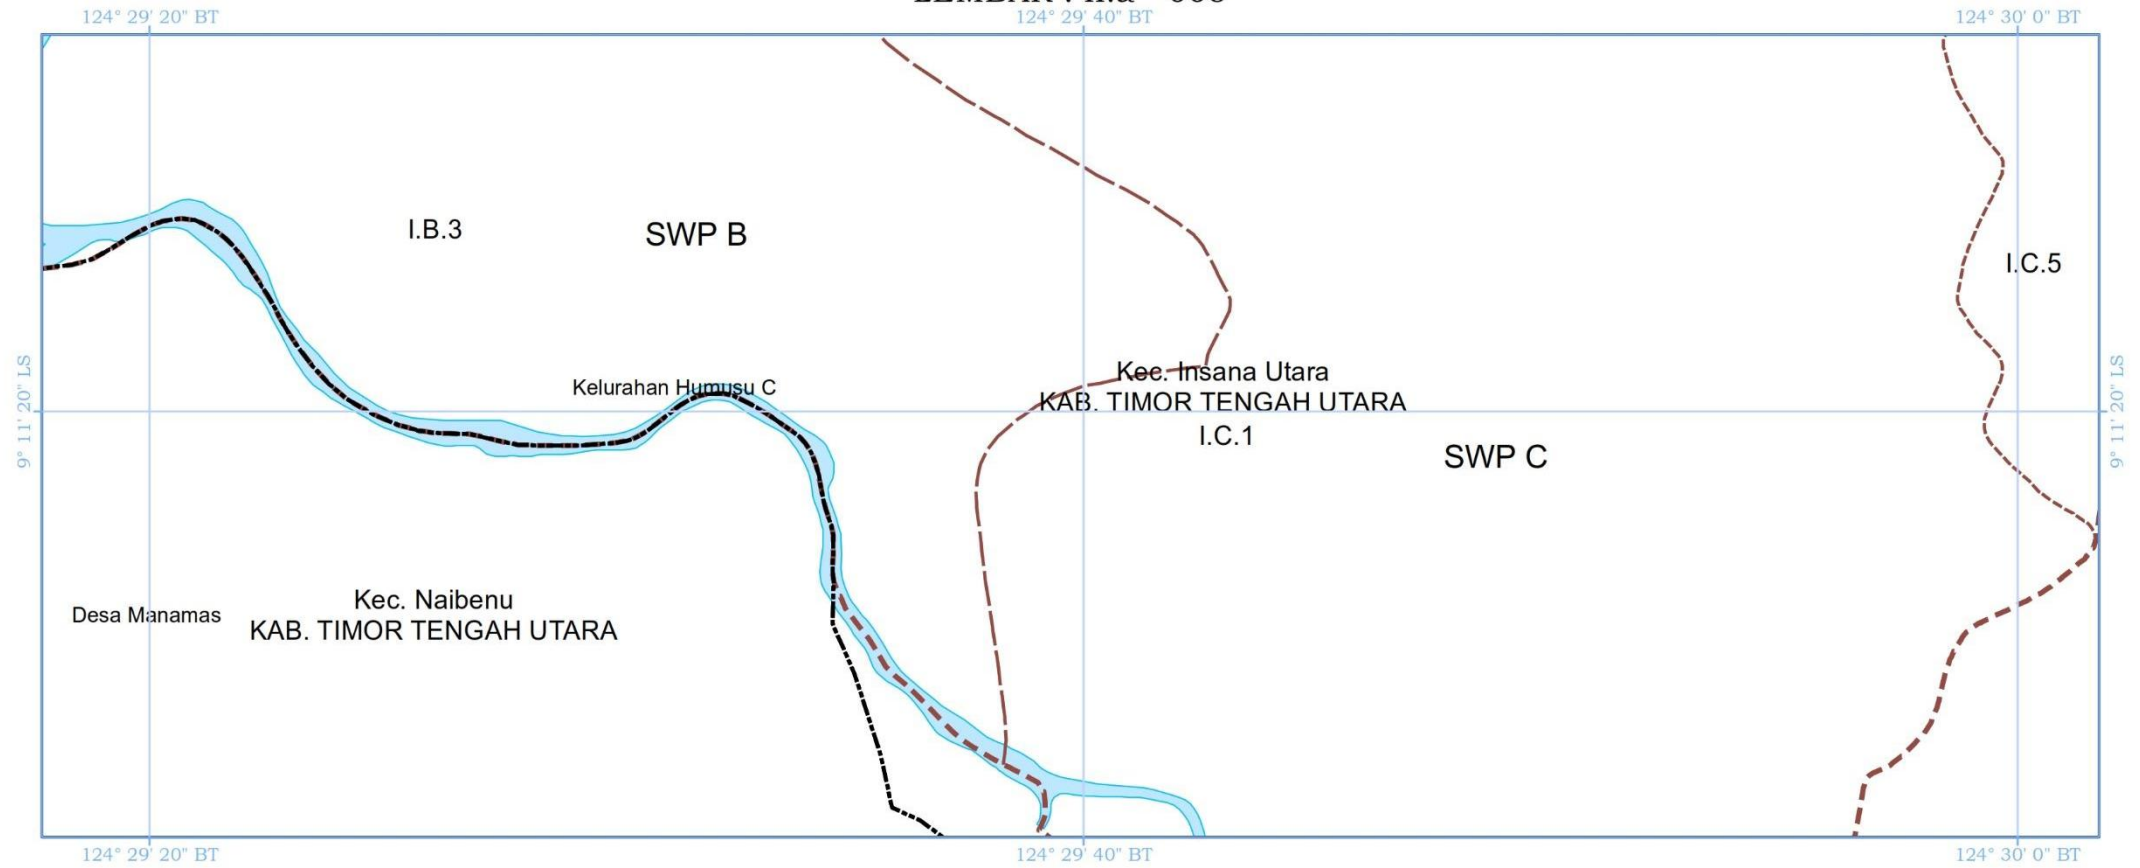 124° 29' 20" BT
124° 29' 40" BT
124° 30' 0" BT
I.B.3
SWP B
I.C.5
9° 11' 20" LS
Kelurahan Humusu C
Kec. Insana Utara
KAB. TIMOR TENGAH UTARA
I.C.1
SWP C
9° 11' 20" LS
Kec. Naibenu
Desa Manamas
KAB. TIMOR TENGAH UTARA
124° 29' 20" BT
124° 29' 40" BT
124° 30' 0" BT